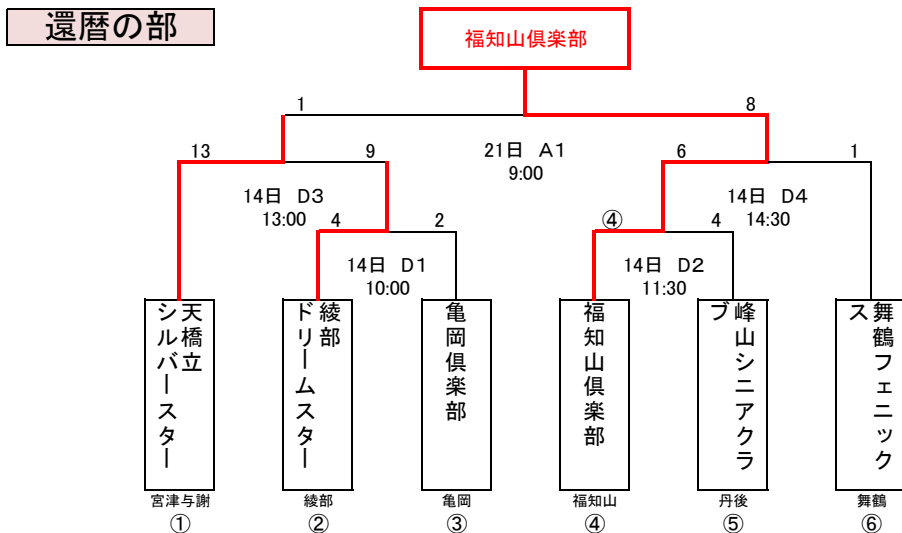 還暦の部
福知山倶楽部
1
8
13
9
21日 A1
9:00
6
1
14日 D3
13:00
14日 D4
14:30
4
2
④
4
14日 D1
10:00
14日 D2
11:30
天橋立
シルバースター
綾部
ドリームスター
亀岡倶楽部
福知山倶楽部
峰山シニアクラ
ブ
舞鶴フェニック
ス
宮津与謝
綾部
亀岡
福知山
丹後
舞鶴
①
②
③
④
⑤
⑥